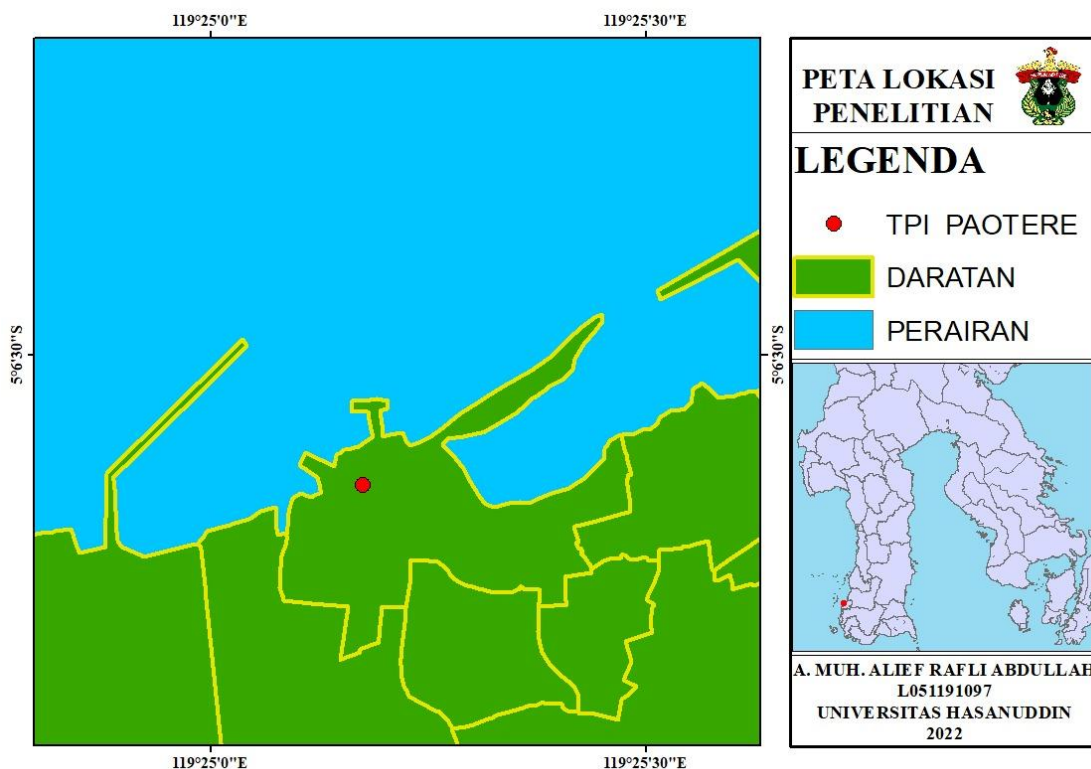 119°25'0"E
119°25'30"E
5°6'30"S
5°6'30"S
119°25'0"E
119°25'30"E
PETA LOKASI
PENELITIAN
LEGENDA
TPI PAOTERE
DARATAN
PERAIRAN
A. MUH. ALIEF RAFLI ABDULLAH
L051191097
UNIVERSITAS HASANUDDIN
2022